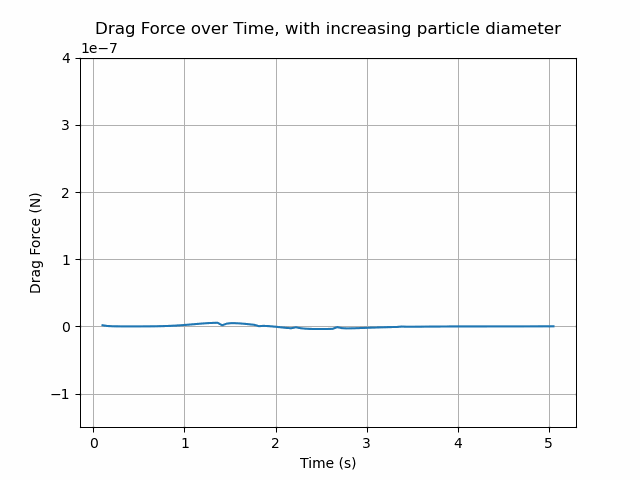 Drag Force over Time, with increasing particle diameter
1e−7
4
3
2
1
0
−1
Drag Force (N)
0 1 2 3 4 5
Time (s)